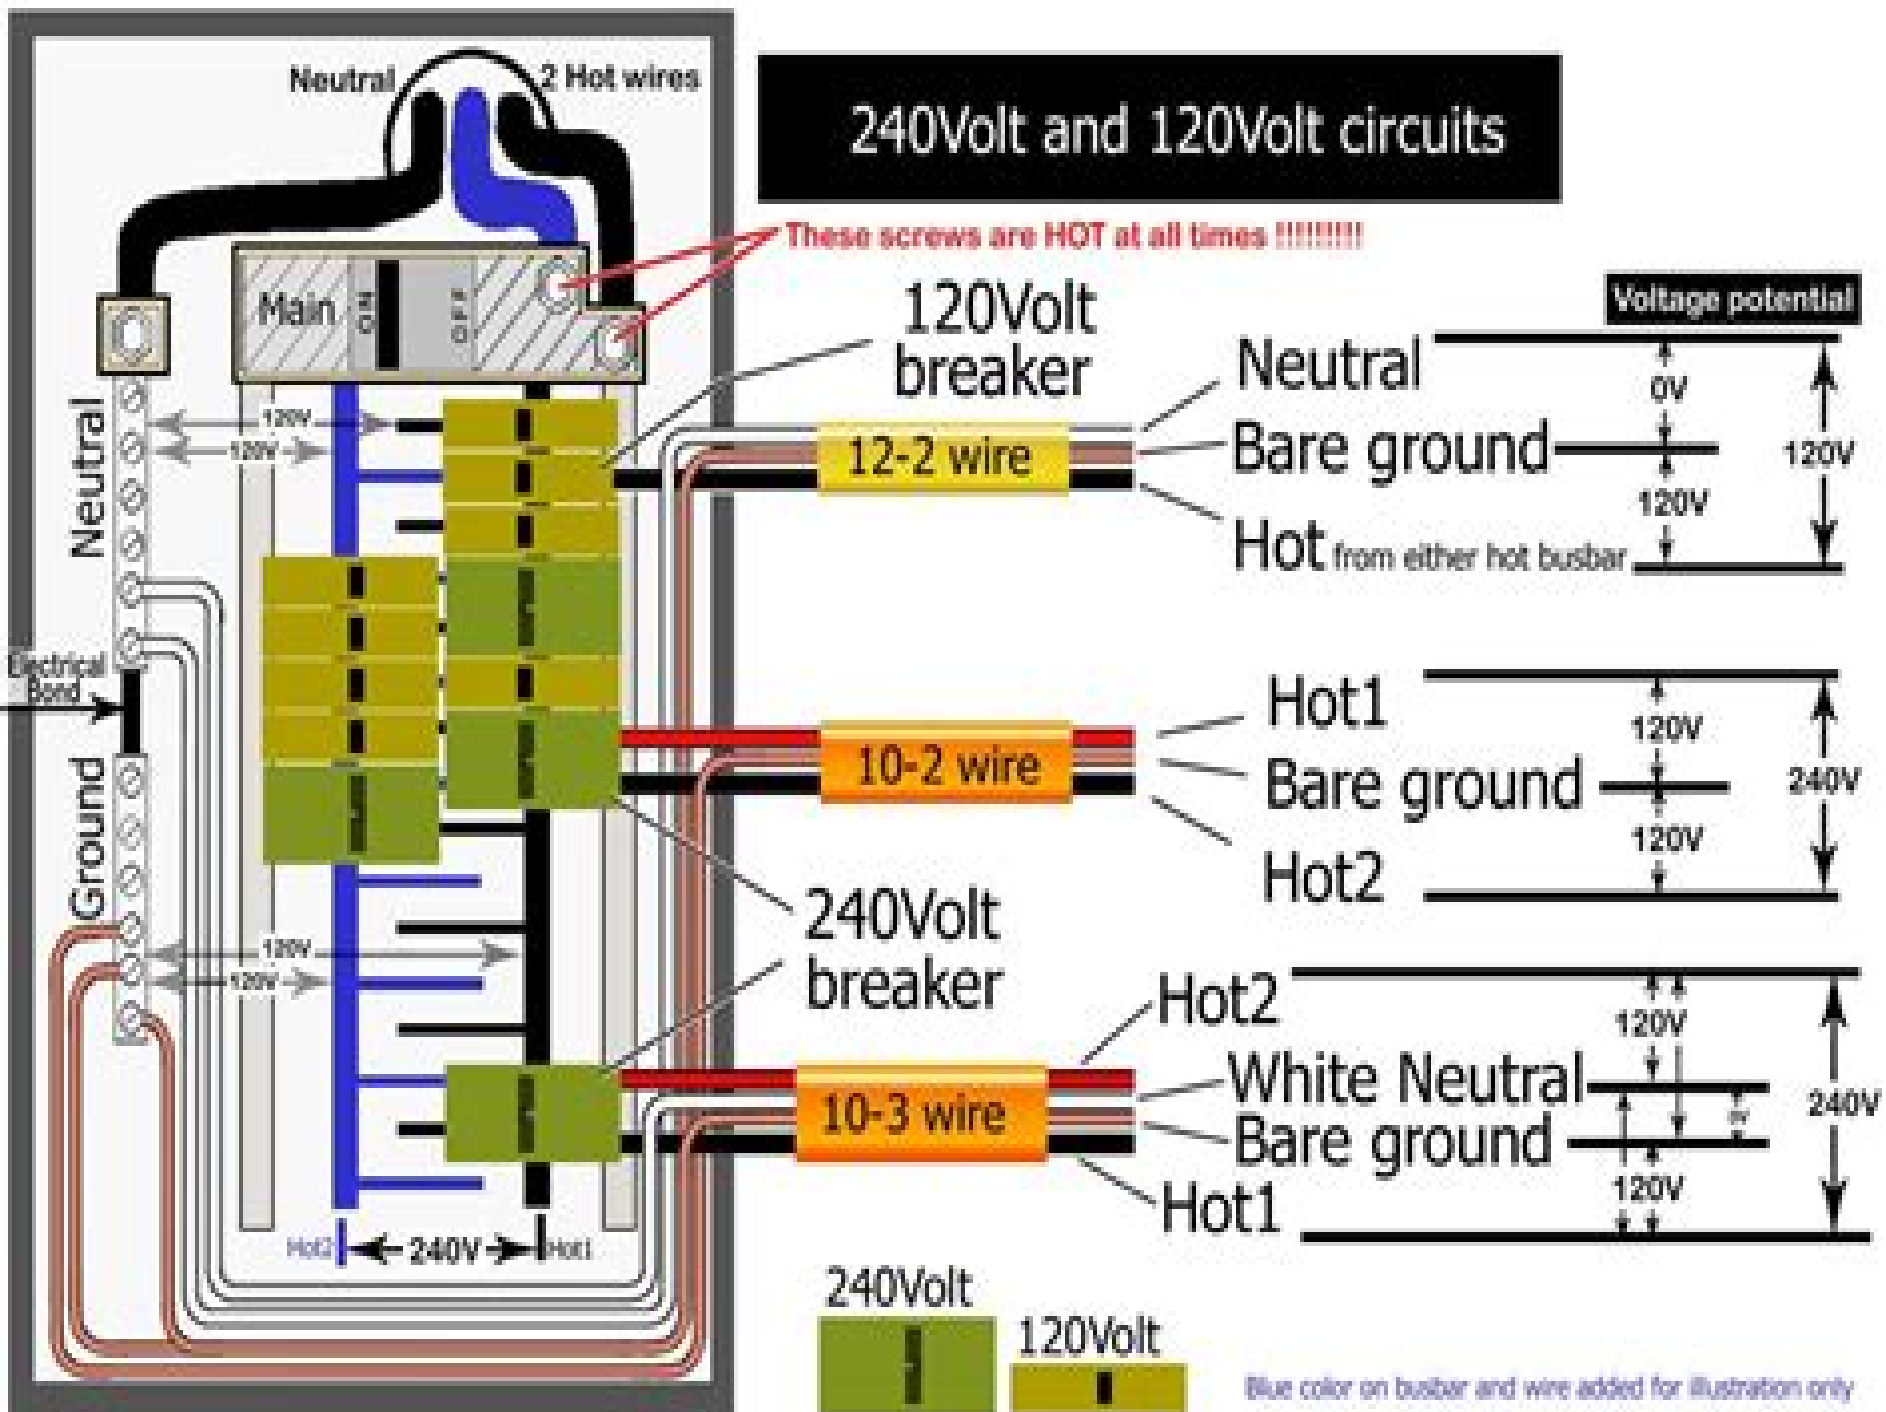 Neutral
2 Hot wires
240Volt and 120Volt circuits
These screws are HOT at all times !!!!!!!!!
Main
ON
OFF
120Volt
breaker
Voltage potential
Neutral
120V
120V
Neutral
12-2 wire
Bare ground
Hot from either hot busbar
0V
120V
120V
Electrical
Bond
Ground
10-2 wire
Hot1
Bare ground
Hot2
120V
120V
240V
240Volt
breaker
120V
120V
10-3 wire
Hot2
White Neutral
Bare ground
Hot1
120V
120V
240V
Hot2
240V
Hot1
240Volt
120Volt
Blue color on busbar and wire added for illustration only